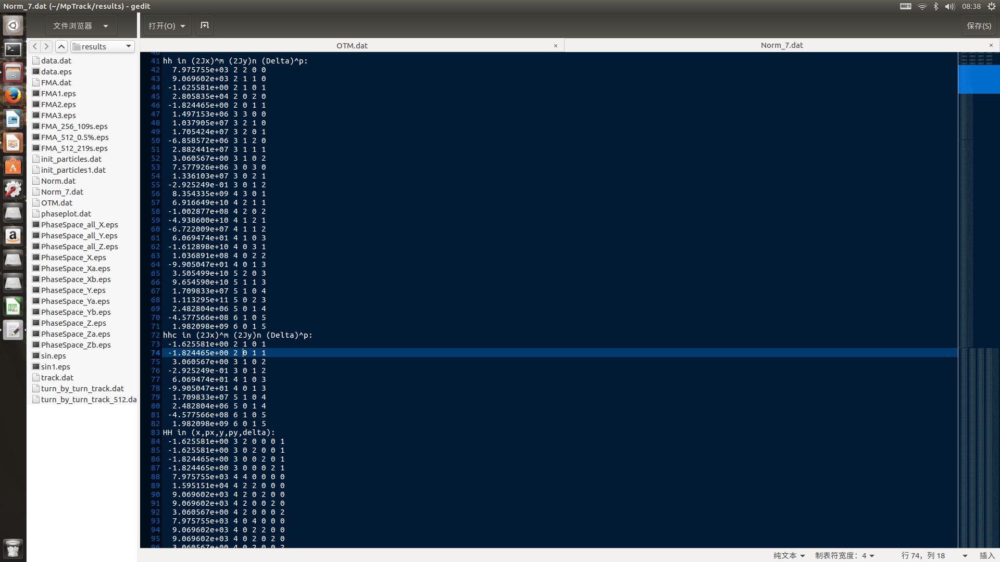 Norm_7.dat (~/MpTrack/results) - gedit
08:38
文件浏览器
打开(O)
保存(S)
results
OTM.dat
×
Norm_7.dat
×
data.dat
data.eps
FMA.dat
FMA1.eps
FMA2.eps
FMA3.eps
FMA_256_109s.eps
FMA_512_0.5%.eps
FMA_512_219s.eps
init_particles.dat
init_particles1.dat
Norm.dat
Norm_7.dat
OTM.dat
phaseplot.dat
PhaseSpace_all_X.eps
PhaseSpace_all_Y.eps
PhaseSpace_all_Z.eps
PhaseSpace_X.eps
PhaseSpace_Xa.eps
PhaseSpace_Xb.eps
PhaseSpace_Y.eps
PhaseSpace_Ya.eps
PhaseSpace_Yb.eps
PhaseSpace_Z.eps
PhaseSpace_Za.eps
PhaseSpace_Zb.eps
sin.eps
sin1.eps
track.dat
turn_by_turn_track.dat
turn_by_turn_track_512.da
40
41 hh in (2Jx)^m (2Jy)n (Delta)^p:
42 7.975755e+03 2 2 0 0
43 9.069602e+03 2 1 1 0
44 -1.625581e+00 2 1 0 1
45 2.805835e+04 2 0 2 0
46 -1.824465e+00 2 0 1 1
47 1.497153e+06 3 3 0 0
48 1.037905e+07 3 2 1 0
49 1.705424e+07 3 2 0 1
50 -6.858572e+06 3 1 2 0
51 2.882441e+07 3 1 1 1
52 3.060567e+00 3 1 0 2
53 7.577926e+06 3 0 3 0
54 1.336103e+07 3 0 2 1
55 -2.925249e-01 3 0 1 2
56 8.354335e+09 4 3 0 1
57 6.916649e+10 4 2 1 1
58 -1.002877e+08 4 2 0 2
59 -4.938600e+10 4 1 2 1
60 -6.722009e+07 4 1 1 2
61 6.069474e+01 4 1 0 3
62 -1.612898e+10 4 0 3 1
63 1.036891e+08 4 0 2 2
64 -9.905047e+01 4 0 1 3
65 3.505499e+10 5 2 0 3
66 9.654590e+10 5 1 1 3
67 1.709833e+07 5 1 0 4
68 1.113295e+11 5 0 2 3
69 2.482804e+06 5 0 1 4
70 -4.577566e+08 6 1 0 5
71 1.982098e+09 6 0 1 5
72 hhc in (2Jx)^m (2Jy)n (Delta)^p:
73 -1.625581e+00 2 1 0 1
74 -1.824465e+00 2 0 1 1
75 3.060567e+00 3 1 0 2
76 -2.925249e-01 3 0 1 2
77 6.069474e+01 4 1 0 3
78 -9.905047e+01 4 0 1 3
79 1.709833e+07 5 1 0 4
80 2.482804e+06 5 0 1 4
81 -4.577566e+08 6 1 0 5
82 1.982098e+09 6 0 1 5
83 HH in (x,px,y,py,delta):
84 -1.625581e+00 3 2 0 0 0 1
85 -1.625581e+00 3 0 2 0 0 1
86 -1.824465e+00 3 0 0 2 0 1
87 -1.824465e+00 3 0 0 0 2 1
88 7.975755e+03 4 4 0 0 0 0
89 1.595151e+04 4 2 2 0 0 0
90 9.069602e+03 4 2 0 2 0 0
91 9.069602e+03 4 2 0 0 2 0
92 3.060567e+00 4 2 0 0 0 2
93 7.975755e+03 4 0 4 0 0 0
94 9.069602e+03 4 0 2 2 0 0
95 9.069602e+03 4 0 2 0 2 0
96 3.060567e+00 4 0 2 0 0 2
纯文本
制表符宽度：4
行 74，列 18
插入